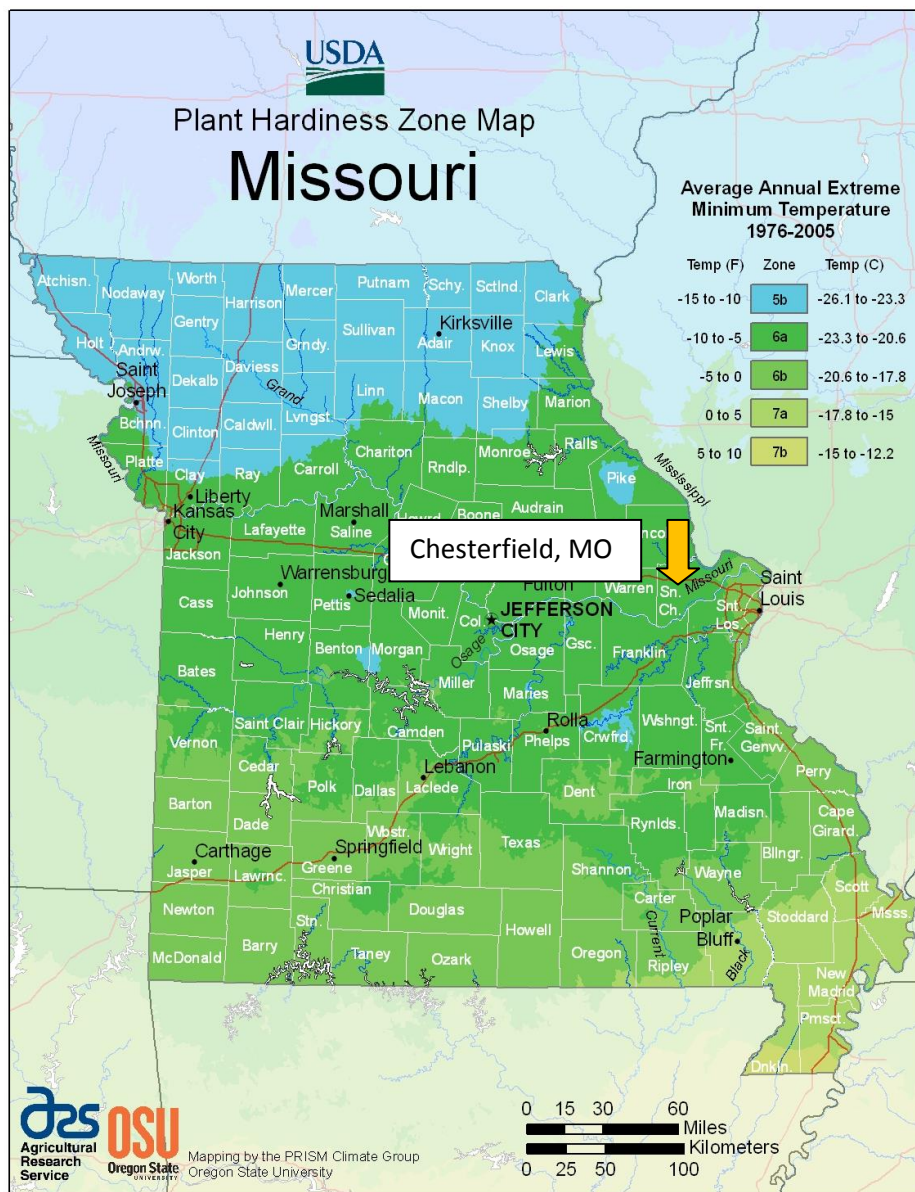 USDA
Plant Hardiness Zone Map
Missouri
Average Annual Extreme
Minimum Temperature
1976-2005
Temp (F) Zone Temp (C)
-15 to -10 5b -26.1 to -23.3
-10 to -5 6a -23.3 to -20.6
-5 to 0 6b -20.6 to -17.8
0 to 5 7a -17.8 to -15
5 to 10 7b -15 to -12.2
Atchisn.
Nodaway
Worth
Harrison
Mercer
Putnam
Schy.
Sctlnd.
Clark
Gentry
Holt
Andrw.
Daviess
Grndy.
Sullivan
Kirksville
Adair
Knox
Lewis
Saint
Joseph
Dekalb
Grand
Linn
Macon
Shelby
Marion
Bchnn.
Clinton
Caldwll.
Lvngst.
Chariton
Monroe
Ralls
Missouri
Platte
Clay
Ray
Carroll
Rndlp.
Pike
Mississippi
Liberty
Kansas
City
Lafayette
Marshall
Saline
Boone
Audrain
Chesterfield, MO
Jackson
Warrensburg
Johnson
Pettis
Sedalia
Fulton
Warren
Sn.
Ch.
Missouri
Saint
Louis
Cass
Monit.
Col.
JEFFERSON
CITY
Snt.
Los.
Henry
Benton
Morgan
Osage
Osage
Gsc.
Franklin
Bates
Miller
Maries
Jeffrsn.
Saint Clair
Hickory
Camden
Pulaski
Phelps
Rolla
Crwfrd.
Wshngt.
Snt.
Fr.
Saint.
Genvv.
Vernon
Cedar
Polk
Dallas
Lebanon
Laclede
Dent
Iron
Farmington
Perry
Barton
Dade
Wbstr.
Wright
Texas
Rynlds.
Madisn.
Cape
Girard.
Carthage
Jasper
Lawrnc.
Greene
Springfield
Christian
Shannon
Wayne
Bllngr.
Scott
Newton
Stn.
Douglas
Howell
Carter
Current
Poplar
Bluff
Black
Stoddard
Msss.
McDonald
Barry
Taney
Ozark
Oregon
Ripley
New
Madrid
Pmsct.
Dnkln.
Agricultural
Research
Service
OSU
Oregon State
UNIVERSITY
Mapping by the PRISM Climate Group
Oregon State University
0 15 30 60
Miles
Kilometers
0 25 50 100